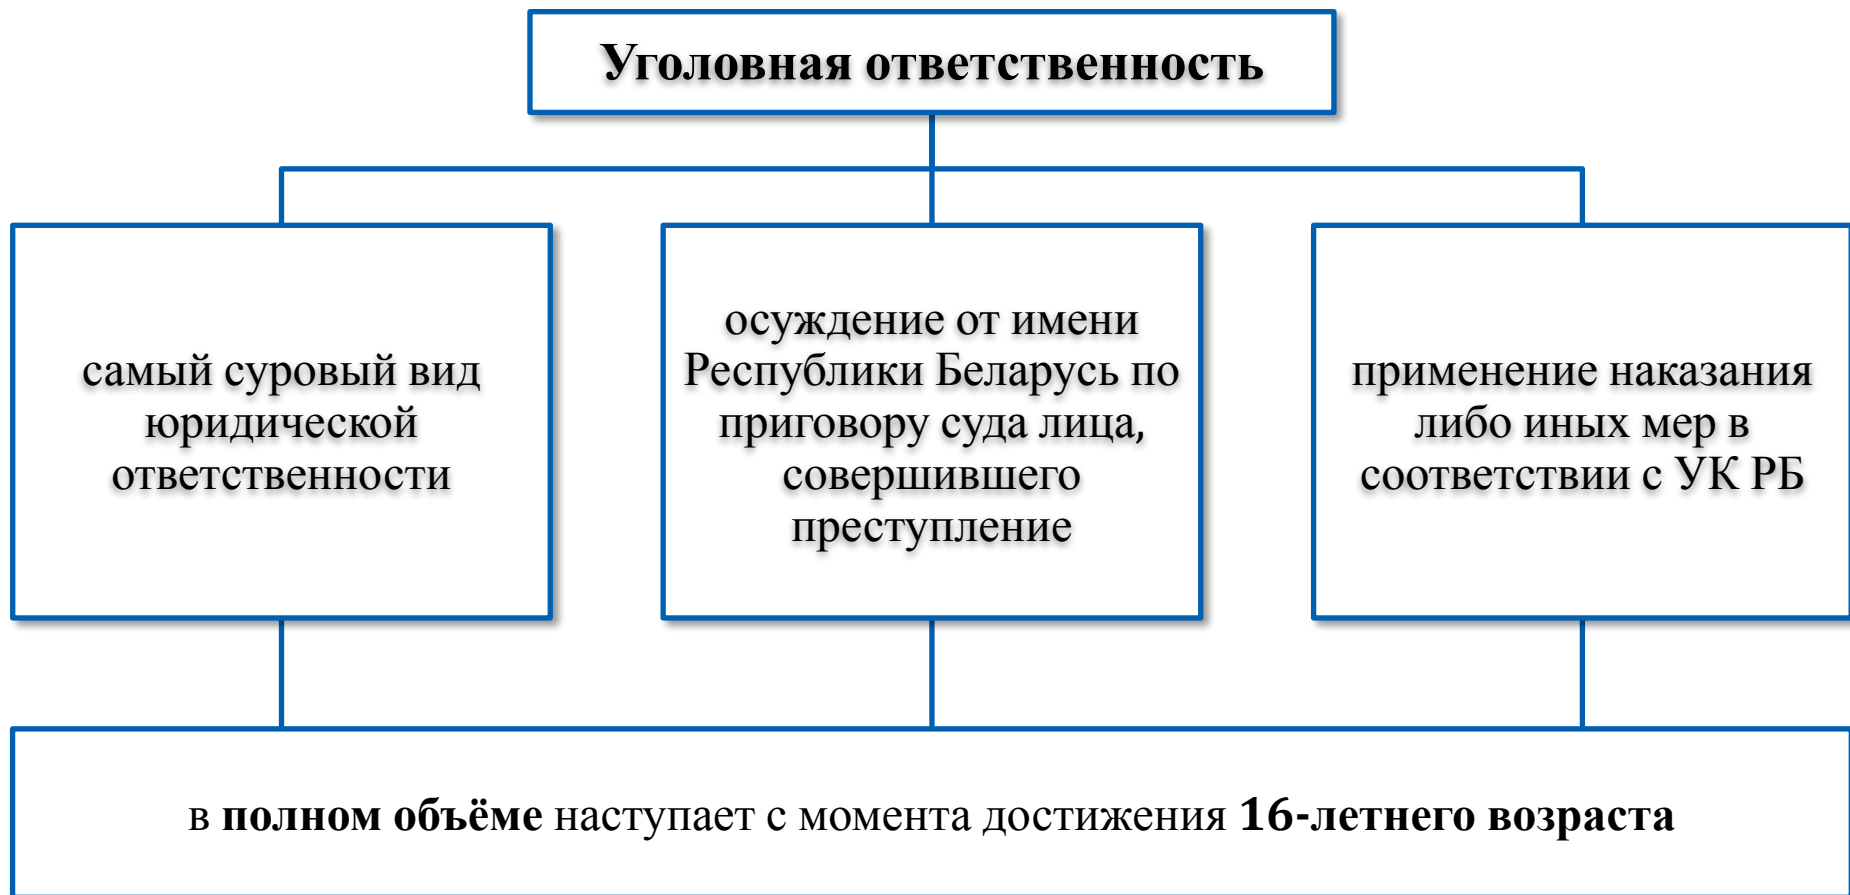 Уголовная ответственность
самый суровый вид
юридической
ответственности
осуждение от имени
Республики Беларусь по
приговору суда лица,
совершившего
преступление
применение наказания
либо иных мер в
соответствии с УК РБ
в полном объёме наступает с момента достижения 16-летнего возраста